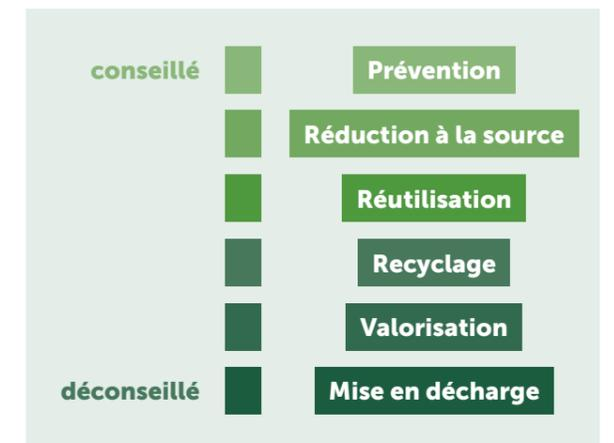 conseillé Prévention
Réduction à la source
Réutilisation
Recyclage
Valorisation
déconseillé Mise en décharge